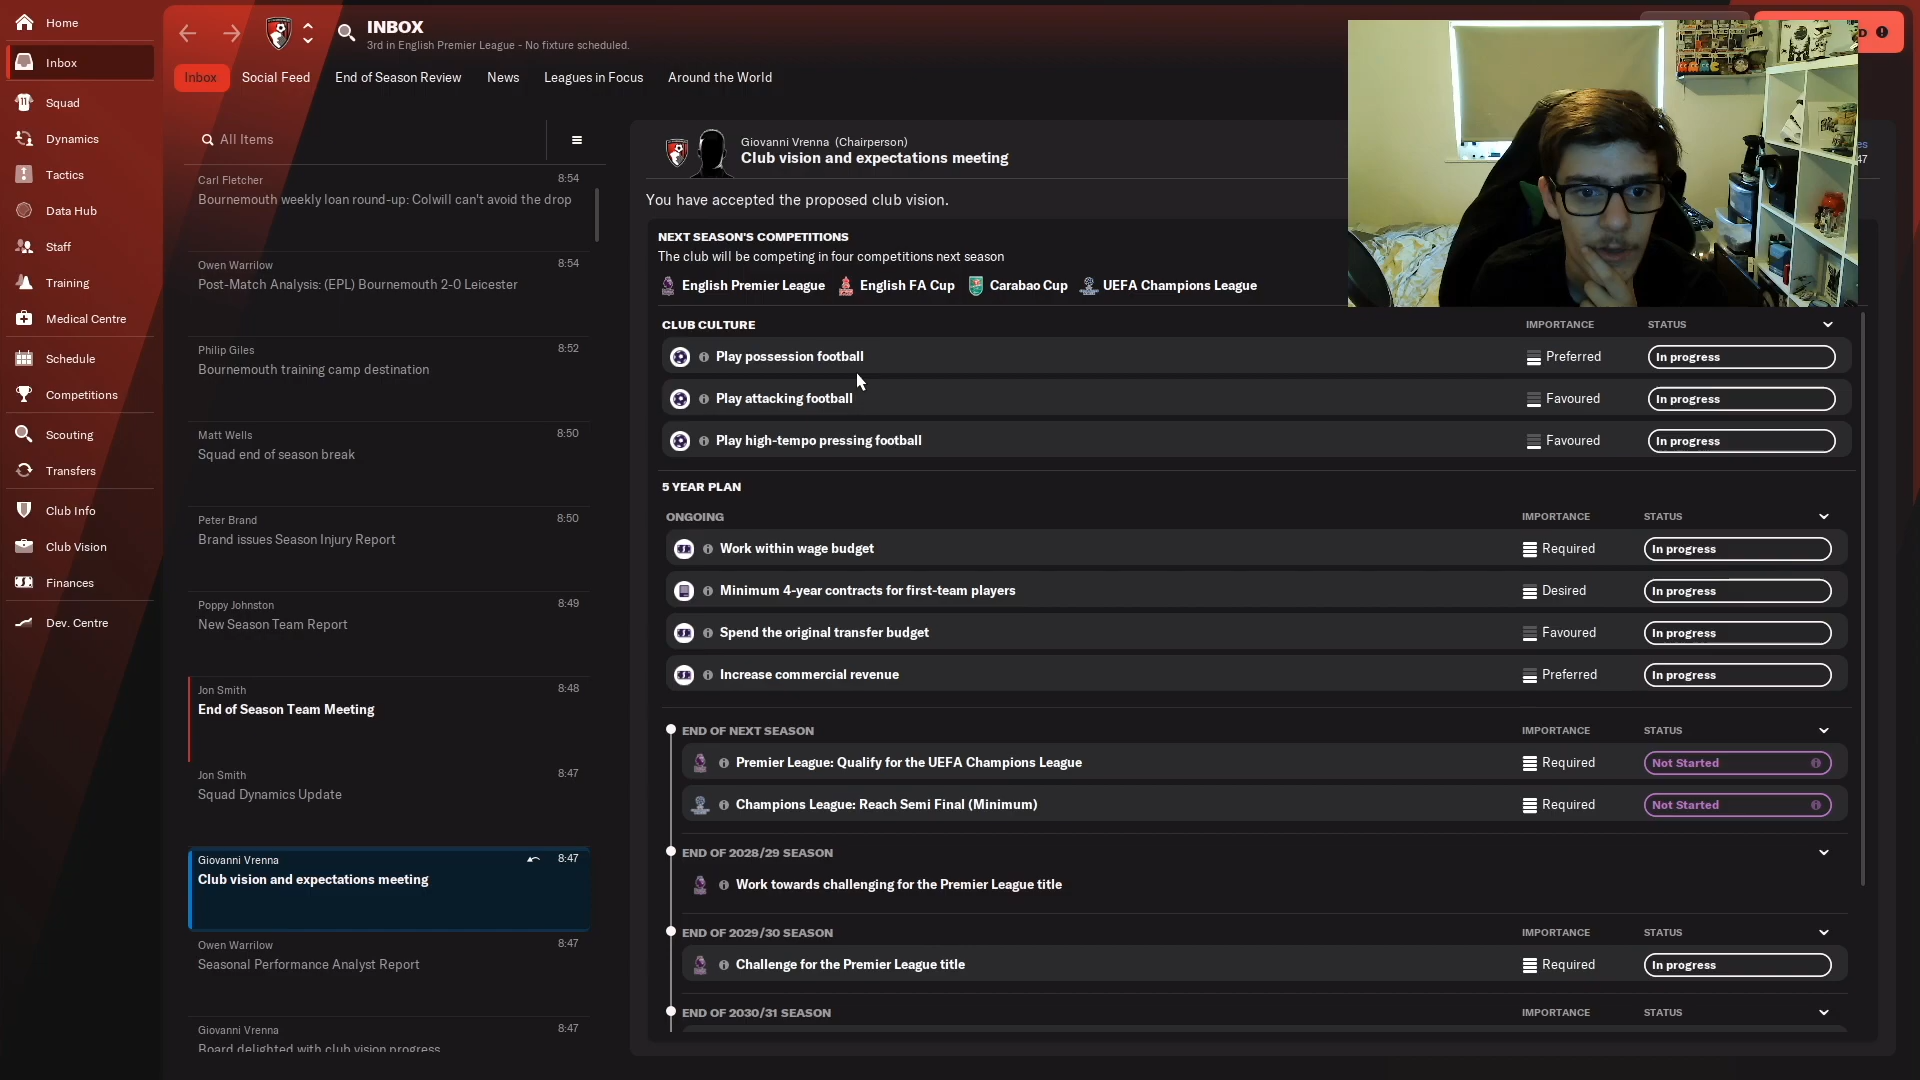 Home
Inbox
Squad
Dynamics
Tactics
Data Hub
Staff
Training
Medical Centre
Schedule
Competitions
Scouting
Transfers
Club Info
Club Vision
Finances
Dev. Centre
INBOX
3rd in English Premier League - No fixture scheduled.
Inbox
Social Feed
End of Season Review
News
Leagues in Focus
Around the World
All Items
Carl Fletcher 8:54
Bournemouth weekly loan round-up: Colwill can't avoid the drop
Owen Warrilow 8:54
Post-Match Analysis: (EPL) Bournemouth 2-0 Leicester
Philip Giles 8:52
Bournemouth training camp destination
Matt Wells 8:50
Squad end of season break
Peter Brand 8:50
Brand issues Season Injury Report
Poppy Johnston 8:49
New Season Team Report
Jon Smith 8:48
End of Season Team Meeting
Jon Smith 8:47
Squad Dynamics Update
Giovanni Vrenna 8:47
Club vision and expectations meeting
Owen Warrilow 8:47
Seasonal Performance Analyst Report
Giovanni Vrenna 8:47
Board delighted with club vision progress
Giovanni Vrenna (Chairperson)
Club vision and expectations meeting
You have accepted the proposed club vision.
NEXT SEASON'S COMPETITIONS
The club will be competing in four competitions next season
English Premier League English FA Cup Carabao Cup UEFA Champions League
CLUB CULTURE IMPORTANCE STATUS
Play possession football Preferred In progress
Play attacking football Favoured In progress
Play high-tempo pressing football Favoured In progress
5 YEAR PLAN
ONGOING IMPORTANCE STATUS
Work within wage budget Required In progress
Minimum 4-year contracts for first-team players Desired In progress
Spend the original transfer budget Favoured In progress
Increase commercial revenue Preferred In progress
END OF NEXT SEASON IMPORTANCE STATUS
Premier League: Qualify for the UEFA Champions League Required Not Started
Champions League: Reach Semi Final (Minimum) Required Not Started
END OF 2028/29 SEASON
Work towards challenging for the Premier League title
END OF 2029/30 SEASON IMPORTANCE STATUS
Challenge for the Premier League title Required In progress
END OF 2030/31 SEASON IMPORTANCE STATUS